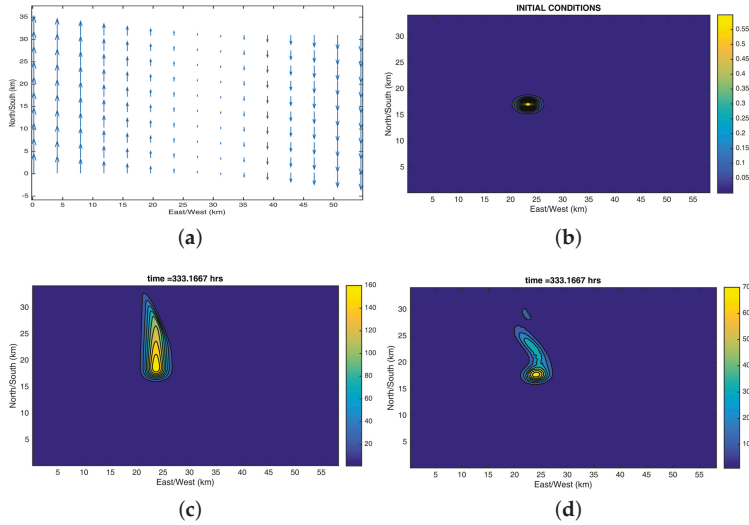 35
30
25
20
15
10
5
0
-5
North/South (km)
0 5 10 15 20 25 30 35 40 45 50
East/West (km)
(a)
INITIAL CONDITIONS
30
25
20
15
10
5
North/South (km)
5 10 15 20 25 30 35 40 45 50 55
East/West (km)
0.55
0.5
0.45
0.4
0.35
0.3
0.25
0.2
0.15
0.1
0.05
(b)
time =333.1667 hrs
30
25
20
15
10
5
North/South (km)
5 10 15 20 25 30 35 40 45 50 55
East/West (km)
160
140
120
100
80
60
40
20
(c)
time =333.1667 hrs
30
25
20
15
10
5
North/South (km)
5 10 15 20 25 30 35 40 45 50 55
East/West (km)
70
60
50
40
30
20
10
(d)